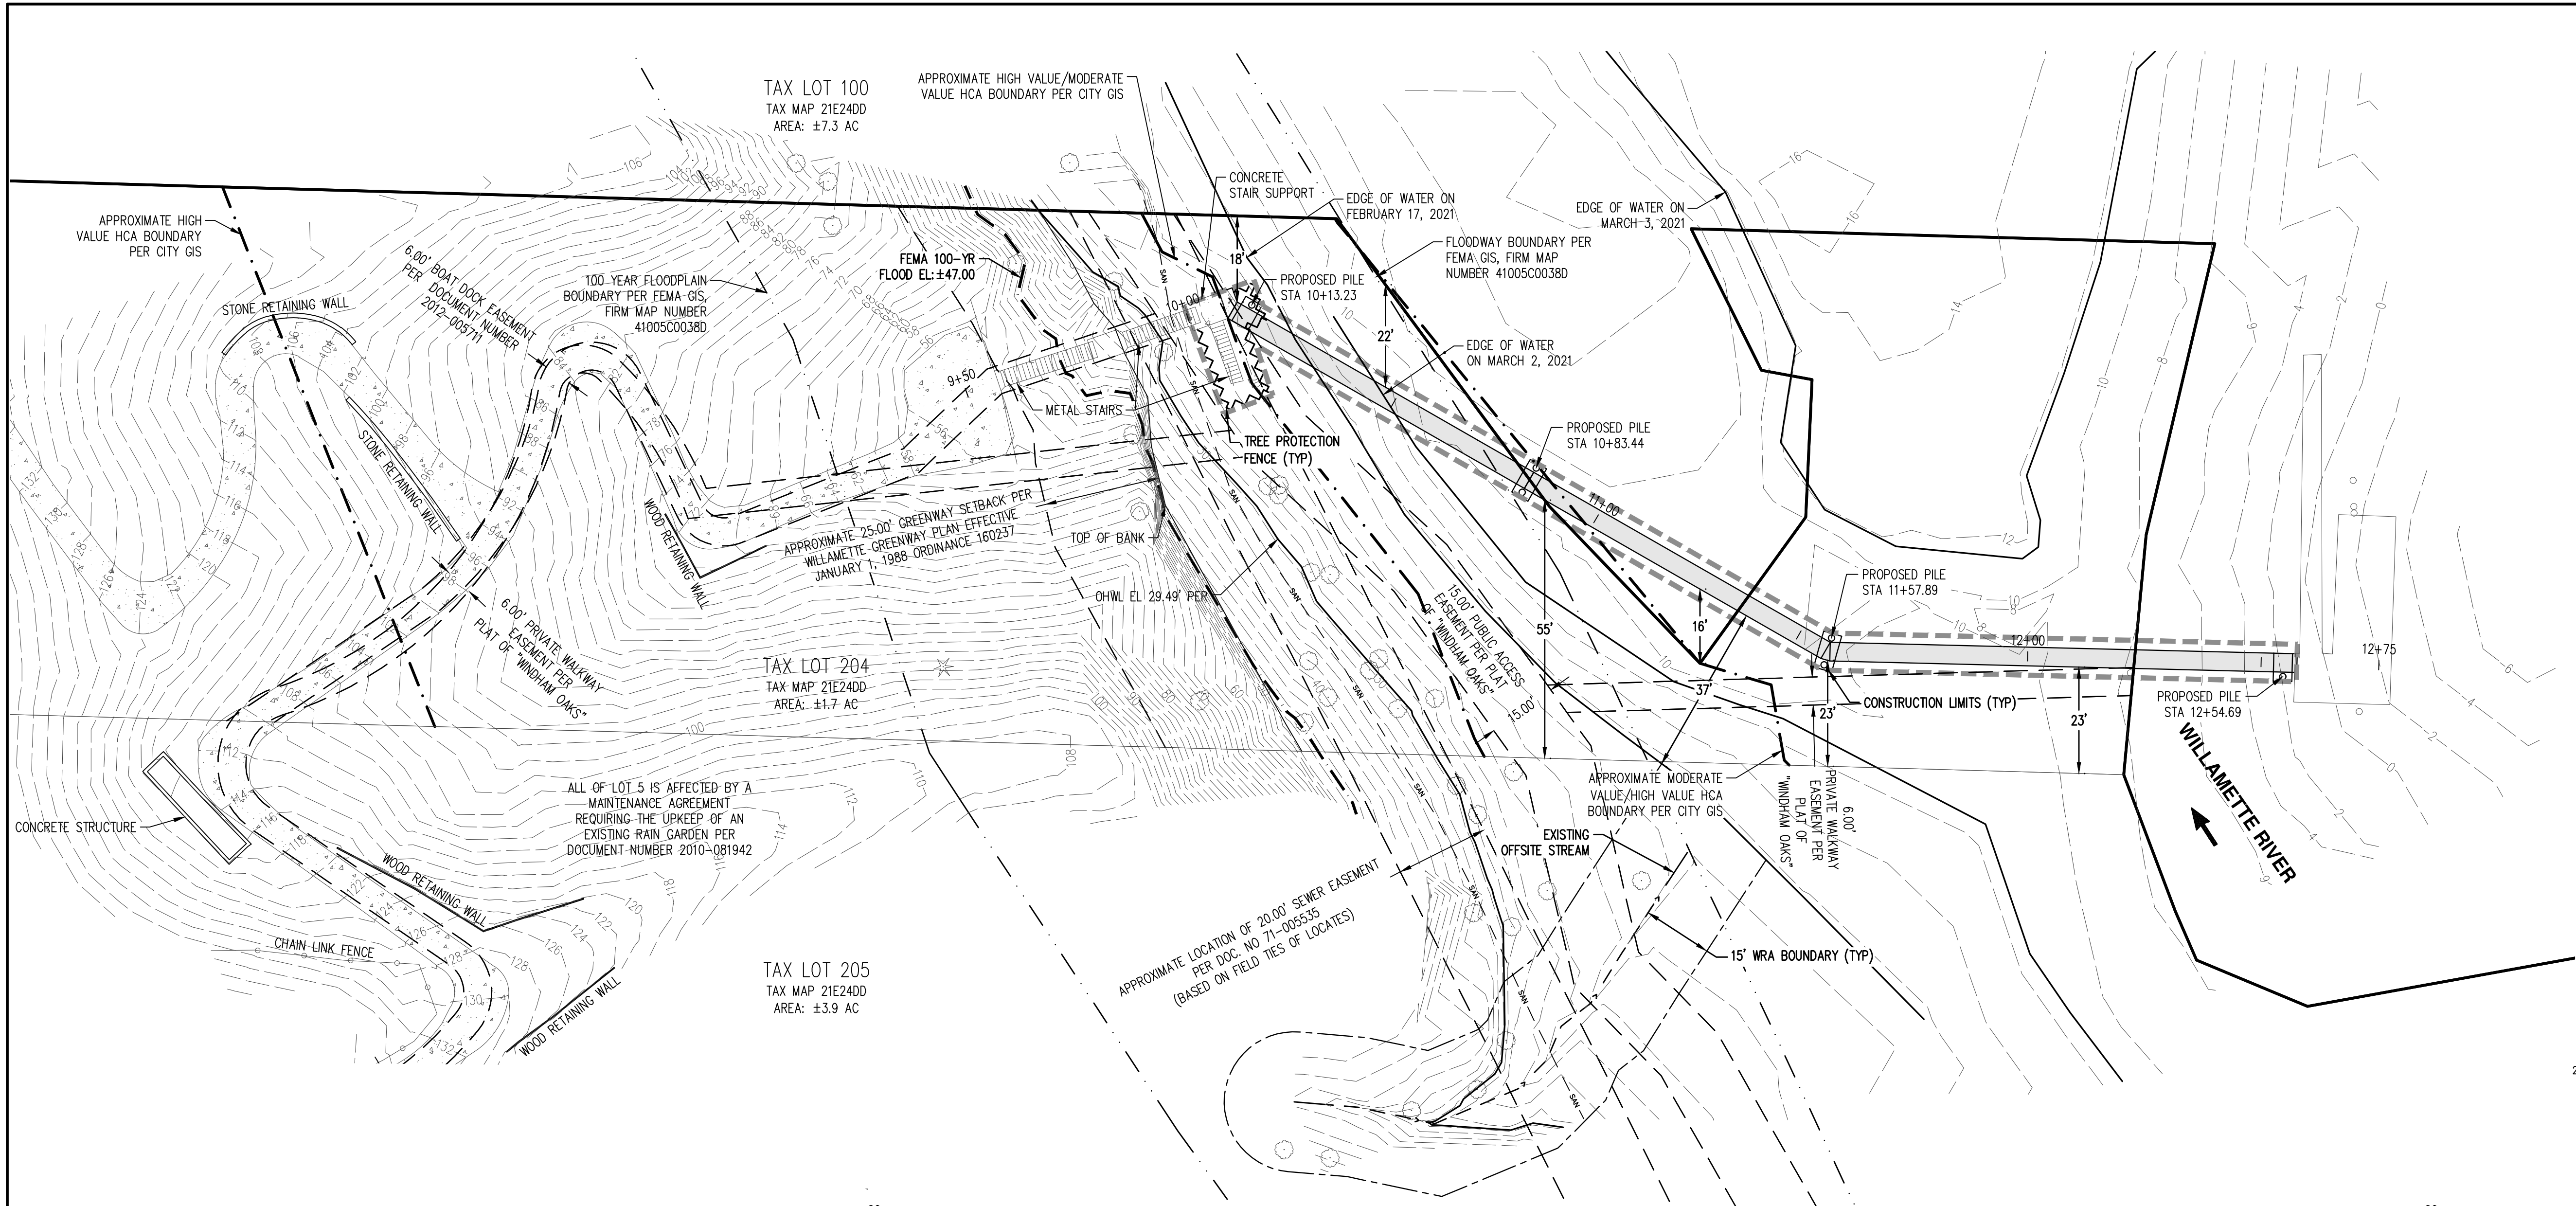 TAX LOT 100
TAX MAP 21E24DD
AREA: ±7.3 AC
APPROXIMATE HIGH VALUE/MODERATE
VALUE HCA BOUNDARY PER CITY GIS
CONCRETE
STAIR SUPPORT
EDGE OF WATER ON
FEBRUARY 17, 2021
EDGE OF WATER ON
MARCH 3, 2021
APPROXIMATE HIGH
VALUE HCA BOUNDARY
PER CITY GIS
6.00' BOAT DOCK EASEMENT
PER DOCUMENT NUMBER
2012-005711
STONE RETAINING WALL
100 YEAR FLOODPLAIN
BOUNDARY PER FEMA GIS,
FIRM MAP NUMBER
41005C0038D
FEMA 100-YR
FLOOD EL:±47.00
FLOODWAY BOUNDARY PER
FEMA GIS, FIRM MAP
NUMBER 41005C0038D
18'
PROPOSED PILE
STA 10+13.23
10+00
22'
EDGE OF WATER
ON MARCH 2, 2021
9+50
METAL STAIRS
TREE PROTECTION
FENCE (TYP)
PROPOSED PILE
STA 10+83.44
STONE RETAINING WALL
WOOD RETAINING WALL
APPROXIMATE 25.00' GREENWAY SETBACK PER
WILLAMETTE GREENWAY PLAN EFFECTIVE
JANUARY 1, 1988 ORDINANCE 160237
TOP OF BANK
OHWL EL 29.49' PER
11+00
PROPOSED PILE
STA 11+57.89
6.00' PRIVATE WALKWAY
EASEMENT PER
PLAT OF "WINDHAM OAKS"
15.00' PUBLIC ACCESS
EASEMENT PER PLAT
OF "WINDHAM OAKS"
15.00'
55'
16'
37'
23'
12+00
12+75
CONSTRUCTION LIMITS (TYP)
23'
PROPOSED PILE
STA 12+54.69
WILLAMETTE RIVER
TAX LOT 204
TAX MAP 21E24DD
AREA: ±1.7 AC
ALL OF LOT 5 IS AFFECTED BY A
MAINTENANCE AGREEMENT
REQUIRING THE UPKEEP OF AN
EXISTING RAIN GARDEN PER
DOCUMENT NUMBER 2010-081942
APPROXIMATE MODERATE
VALUE/HIGH VALUE HCA
BOUNDARY PER CITY GIS
6.00'
PRIVATE WALKWAY
EASEMENT PER
PLAT OF
"WINDHAM OAKS"
EXISTING
OFFSITE STREAM
CONCRETE STRUCTURE
WOOD RETAINING WALL
CHAIN LINK FENCE
WOOD RETAINING WALL
TAX LOT 205
TAX MAP 21E24DD
AREA: ±3.9 AC
APPROXIMATE LOCATION OF 20.00' SEWER EASEMENT
PER DOC. NO 71-005535
(BASED ON FIELD TIES OF LOCATES)
15' WRA BOUNDARY (TYP)
SAN
SAN
SAN
SAN
SAN
SAN
SAN
SAN
SAN